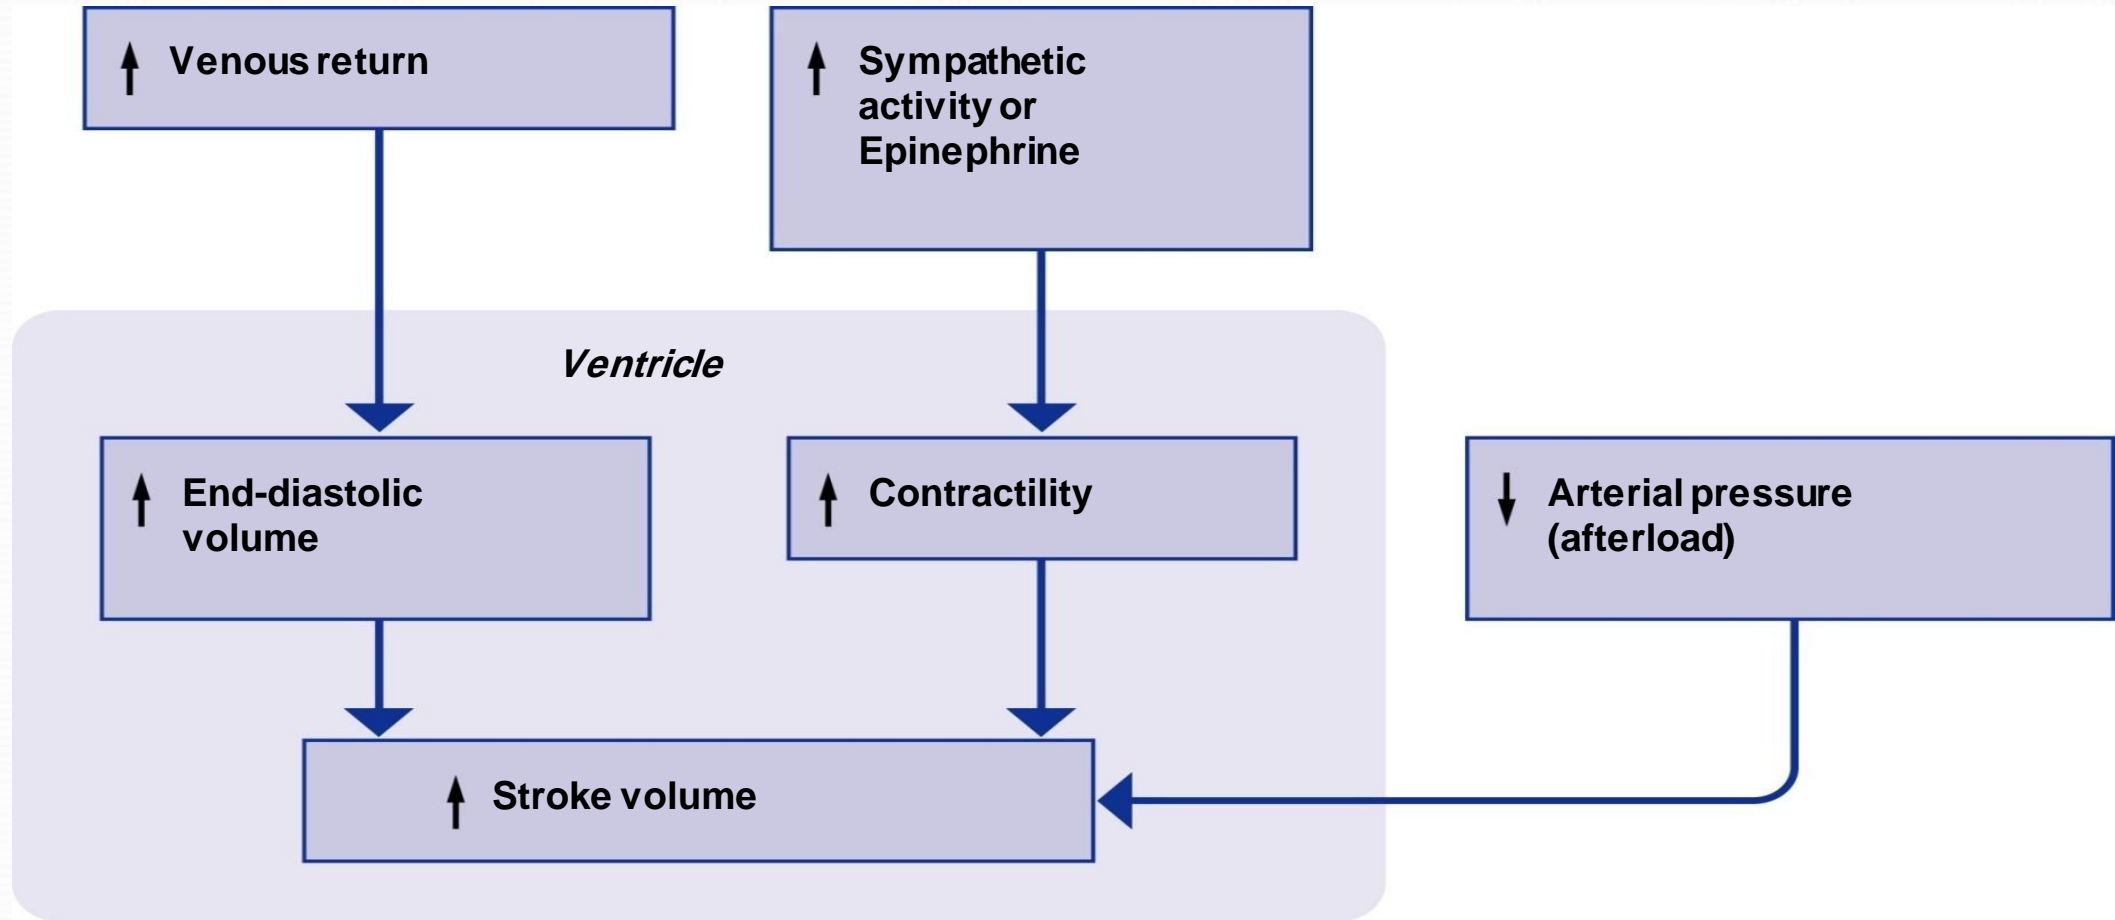 ↑ Venous return
↑ Sympathetic
activity or
Epinephrine
Ventricle
↑ End-diastolic
volume
↑ Contractility
↓ Arterial pressure
(afterload)
↑ Stroke volume